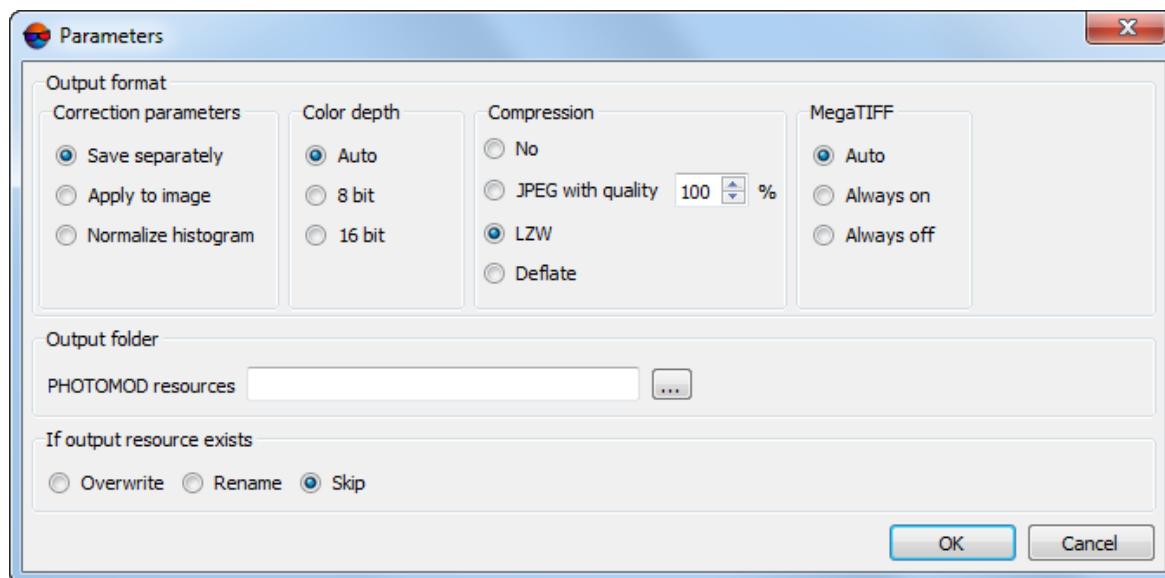 Parameters
Output format
Correction parameters
Save separately
Apply to image
Normalize histogram
Color depth
Auto
8 bit
16 bit
Compression
No
JPEG with quality 100 %
LZW
Deflate
MegaTIFF
Auto
Always on
Always off
Output folder
PHOTOMOD resources ...
If output resource exists
Overwrite Rename Skip
OK Cancel